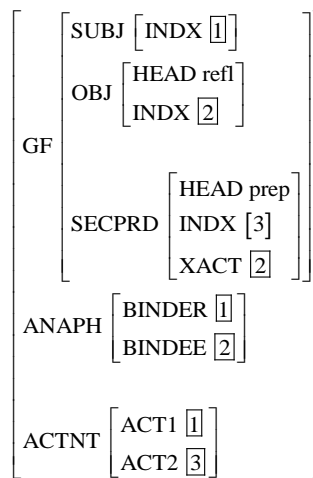 SUBJ [INDX 1]
OBJ [HEAD refl
INDX 2]
GF
SECPRD [HEAD prep
INDX [3]
XACT 2]
ANAPH [BINDER 1
BINDEE 2]
ACTNT [ACT1 1
ACT2 3]